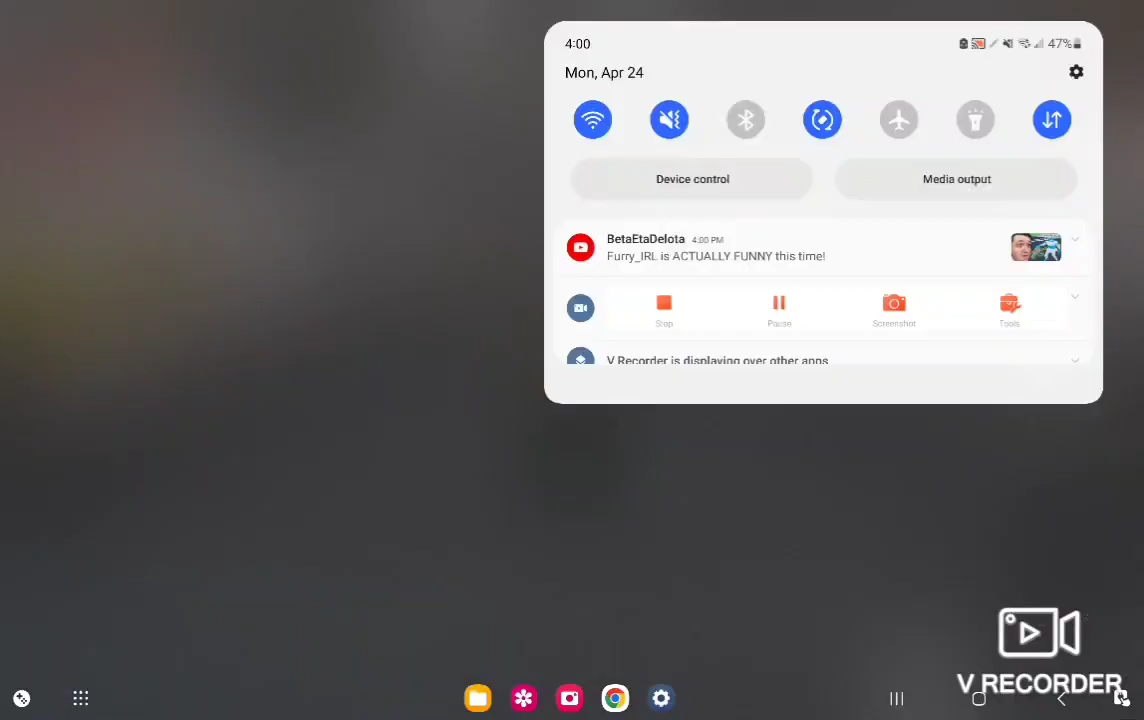 4:00
47%
Mon, Apr 24
Device control
Media output
BetaEtaDelota 4:00 PM
Furry_IRL is ACTUALLY FUNNY this time!
Stop
Pause
Screenshot
Tools
V Recorder is displaying over other apps
V RECORDER